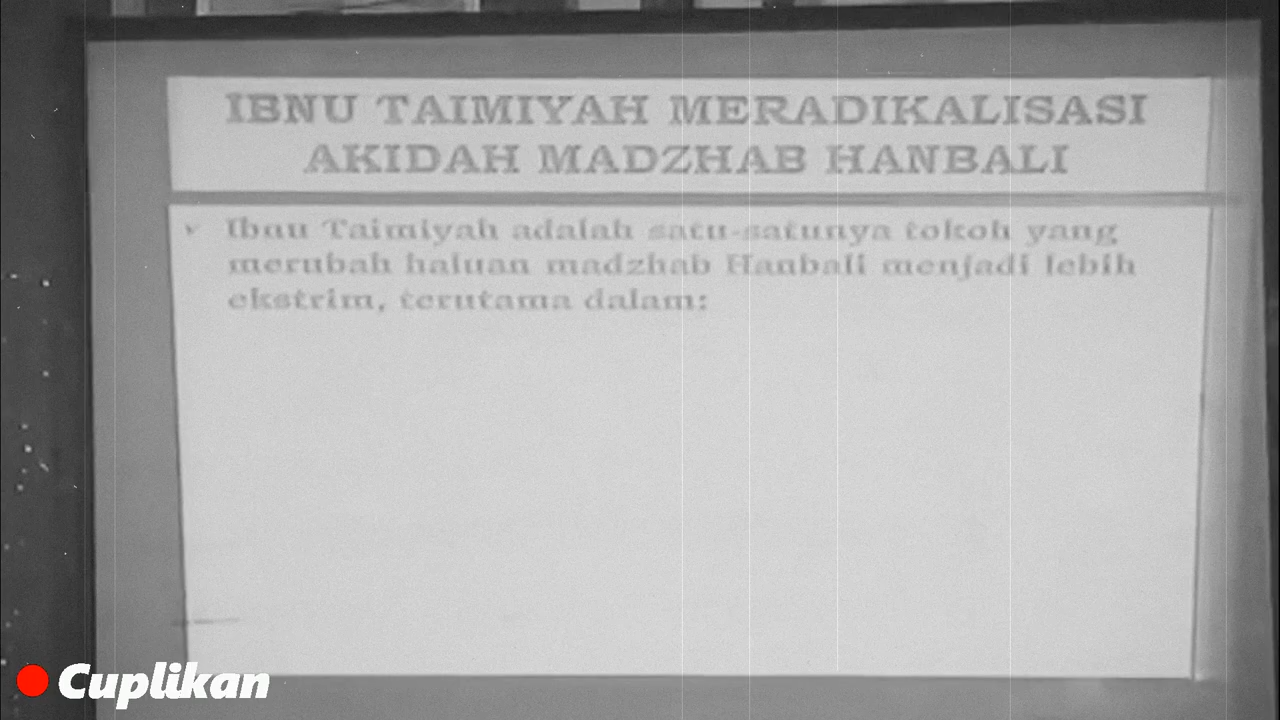 IBNU TAIMIYAH MERADIKALISASI
AKIDAH MADZHAB HANBALI
Ibnu Taimiyah adalah satu-satunya tokoh yang
merubah haluan madzhab Hanbali menjadi lebih
ekstrim, terutama dalam:
Cuplikan